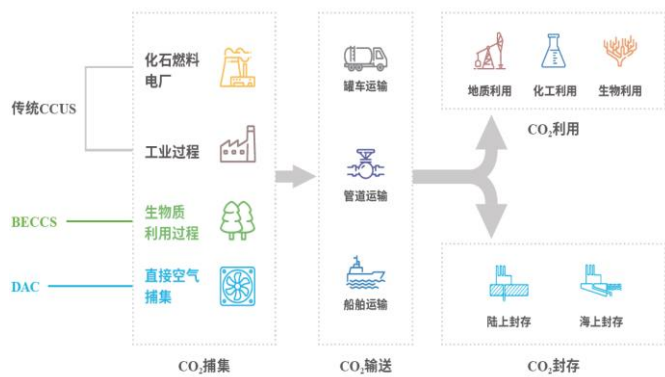 传统CCUS
BECCS
DAC
化石燃料
电厂
工业过程
生物质
利用过程
直接空气
捕集
CO₂捕集
罐车运输
管道运输
船舶运输
CO₂输送
地质利用 化工利用 生物利用
CO₂利用
陆上封存 海上封存
CO₂封存